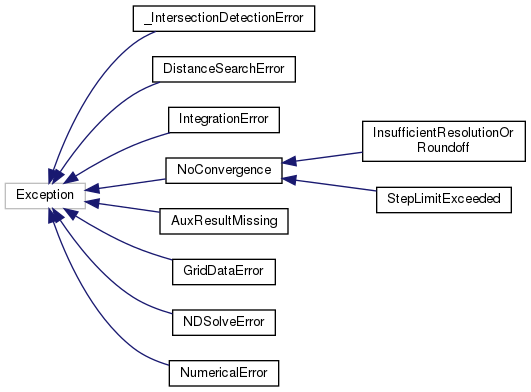 _IntersectionDetectionError
DistanceSearchError
IntegrationError
InsufficientResolutionOr
Roundoff
NoConvergence
Exception
StepLimitExceeded
AuxResultMissing
GridDataError
NDSolveError
NumericalError